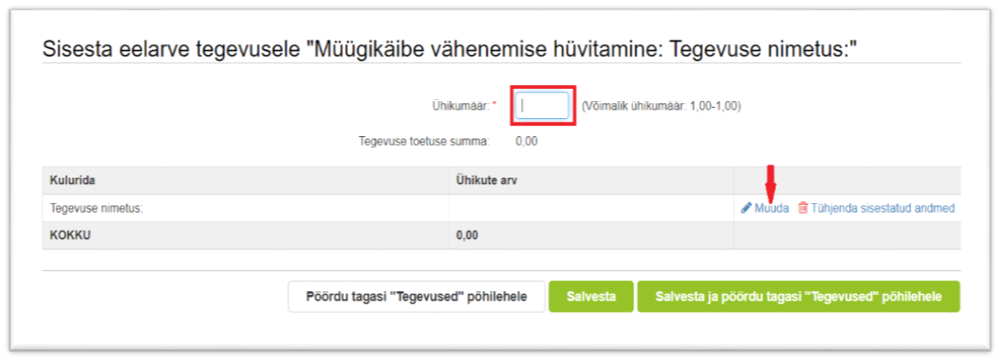 Sisesta eelarve tegevusele "Müügikäibe vähenemise hüvitamine: Tegevuse nimetus:"
Ühikumäär: * (Võimalik ühikumäär: 1,00-1,00)
Tegevuse toetuse summa: 0,00
Kulurida Ühikute arv
Tegevuse nimetus: Muuda Tühjenda sisestatud andmed
KOKKU 0,00
Pöördu tagasi "Tegevused" põhilehele Salvesta Salvesta ja pöördu tagasi "Tegevused" põhilehele